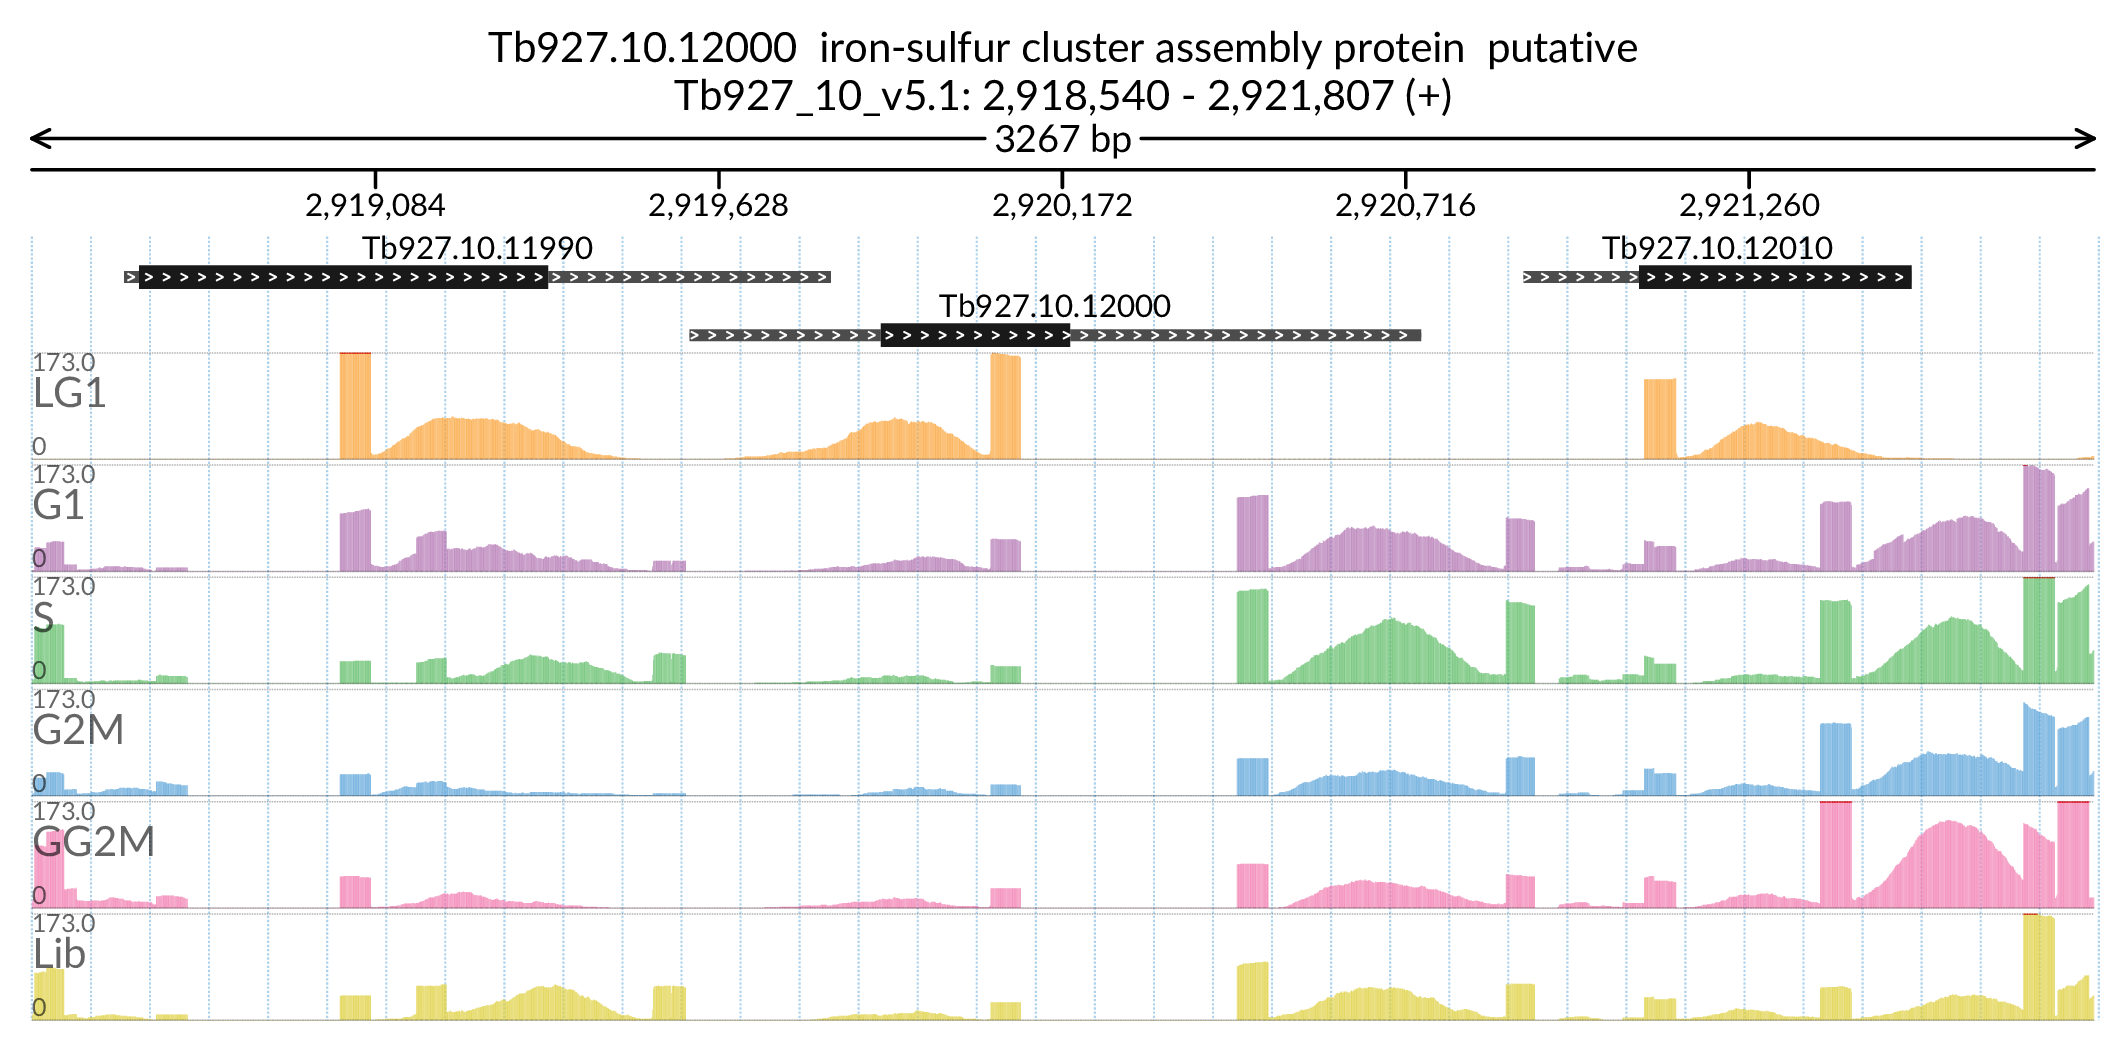 Tb927.10.12000  iron-sulfur cluster assembly protein  putative
Tb927_10_v5.1: 2,918,540 - 2,921,807 (+)
3267 bp
2,919,084 2,919,628 2,920,172 2,920,716 2,921,260
Tb927.10.11990 Tb927.10.12010
Tb927.10.12000
173.0
LG1
0
173.0
G1
0
173.0
S
0
173.0
G2M
0
173.0
GG2M
0
173.0
Lib
0